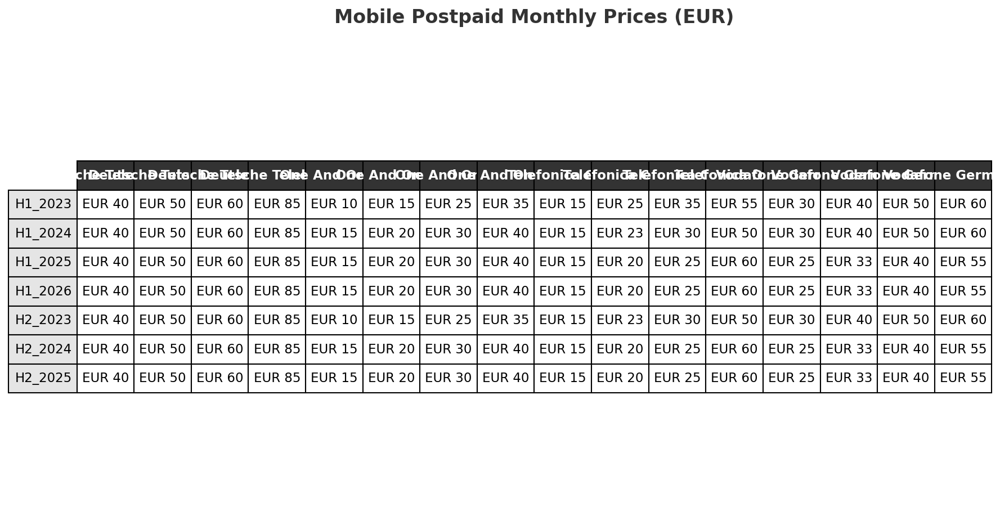 Mobile Postpaid Monthly Prices (EUR)
H1_2023 EUR 40 EUR 50 EUR 60 EUR 85 EUR 10 EUR 15 EUR 25 EUR 35 EUR 15 EUR 25 EUR 35 EUR 55 EUR 30 EUR 40 EUR 50 EUR 60
H1_2024 EUR 40 EUR 50 EUR 60 EUR 85 EUR 15 EUR 20 EUR 30 EUR 40 EUR 15 EUR 23 EUR 30 EUR 50 EUR 30 EUR 40 EUR 50 EUR 60
H1_2025 EUR 40 EUR 50 EUR 60 EUR 85 EUR 15 EUR 20 EUR 30 EUR 40 EUR 15 EUR 20 EUR 25 EUR 60 EUR 25 EUR 33 EUR 40 EUR 55
H1_2026 EUR 40 EUR 50 EUR 60 EUR 85 EUR 15 EUR 20 EUR 30 EUR 40 EUR 15 EUR 20 EUR 25 EUR 60 EUR 25 EUR 33 EUR 40 EUR 55
H2_2023 EUR 40 EUR 50 EUR 60 EUR 85 EUR 10 EUR 15 EUR 25 EUR 35 EUR 15 EUR 23 EUR 30 EUR 50 EUR 30 EUR 40 EUR 50 EUR 60
H2_2024 EUR 40 EUR 50 EUR 60 EUR 85 EUR 15 EUR 20 EUR 30 EUR 40 EUR 15 EUR 20 EUR 25 EUR 60 EUR 25 EUR 33 EUR 40 EUR 55
H2_2025 EUR 40 EUR 50 EUR 60 EUR 85 EUR 15 EUR 20 EUR 30 EUR 40 EUR 15 EUR 20 EUR 25 EUR 60 EUR 25 EUR 33 EUR 40 EUR 55